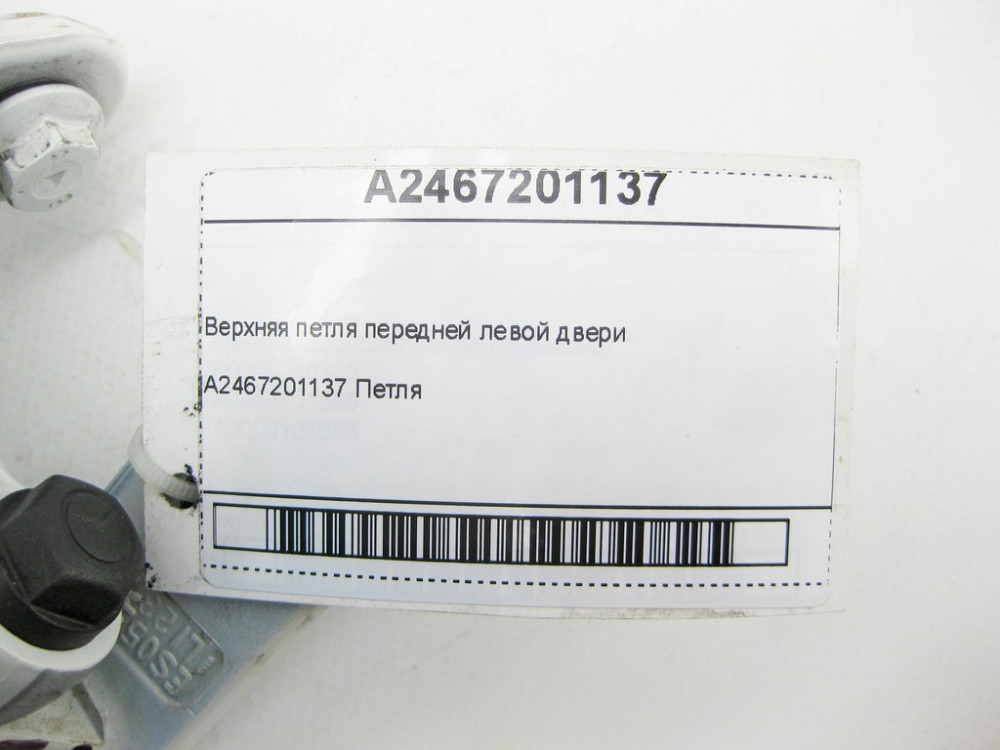 A2467201137
Верхняя петля передней левой двери
A2467201137 Петля